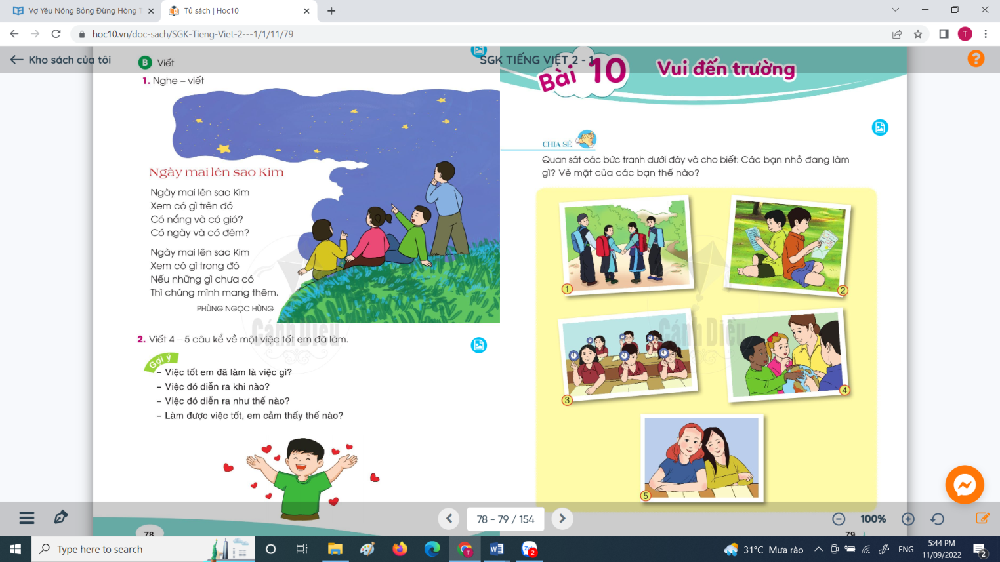 Vợ Yêu Nóng Bỏng Đừng Hòng T
Tủ sách | Hoc10
hoc10.vn/doc-sach/SGK-Tieng-Viet-2---1/1/11/79
T
Kho sách của tôi
SGK TIẾNG VIỆT 2 - 1
B Viết
1. Nghe – viết
Ngày mai lên sao Kim
Ngày mai lên sao Kim
Xem có gì trên đó
Có nắng và có gió?
Có ngày và có đêm?
Ngày mai lên sao Kim
Xem có gì trong đó
Nếu những gì chưa có
Thì chúng mình mang thêm.
PHÙNG NGỌC HÙNG
Cánh Diều
2. Viết 4 – 5 câu kể về một việc tốt em đã làm.
Gợi ý
– Việc tốt em đã làm là việc gì?
– Việc đó diễn ra khi nào?
– Việc đó diễn ra như thế nào?
– Làm được việc tốt, em cảm thấy thế nào?
78
Bài 10
Vui đến trường
CHIA SẺ
Quan sát các bức tranh dưới đây và cho biết: Các bạn nhỏ đang làm
gì? Vẻ mặt của các bạn thế nào?
1
2
Cánh Diều
3
4
5
79
78 - 79 / 154
100%
Type here to search
31°C Mưa rào
ENG
5:44 PM
11/09/2022
2
2